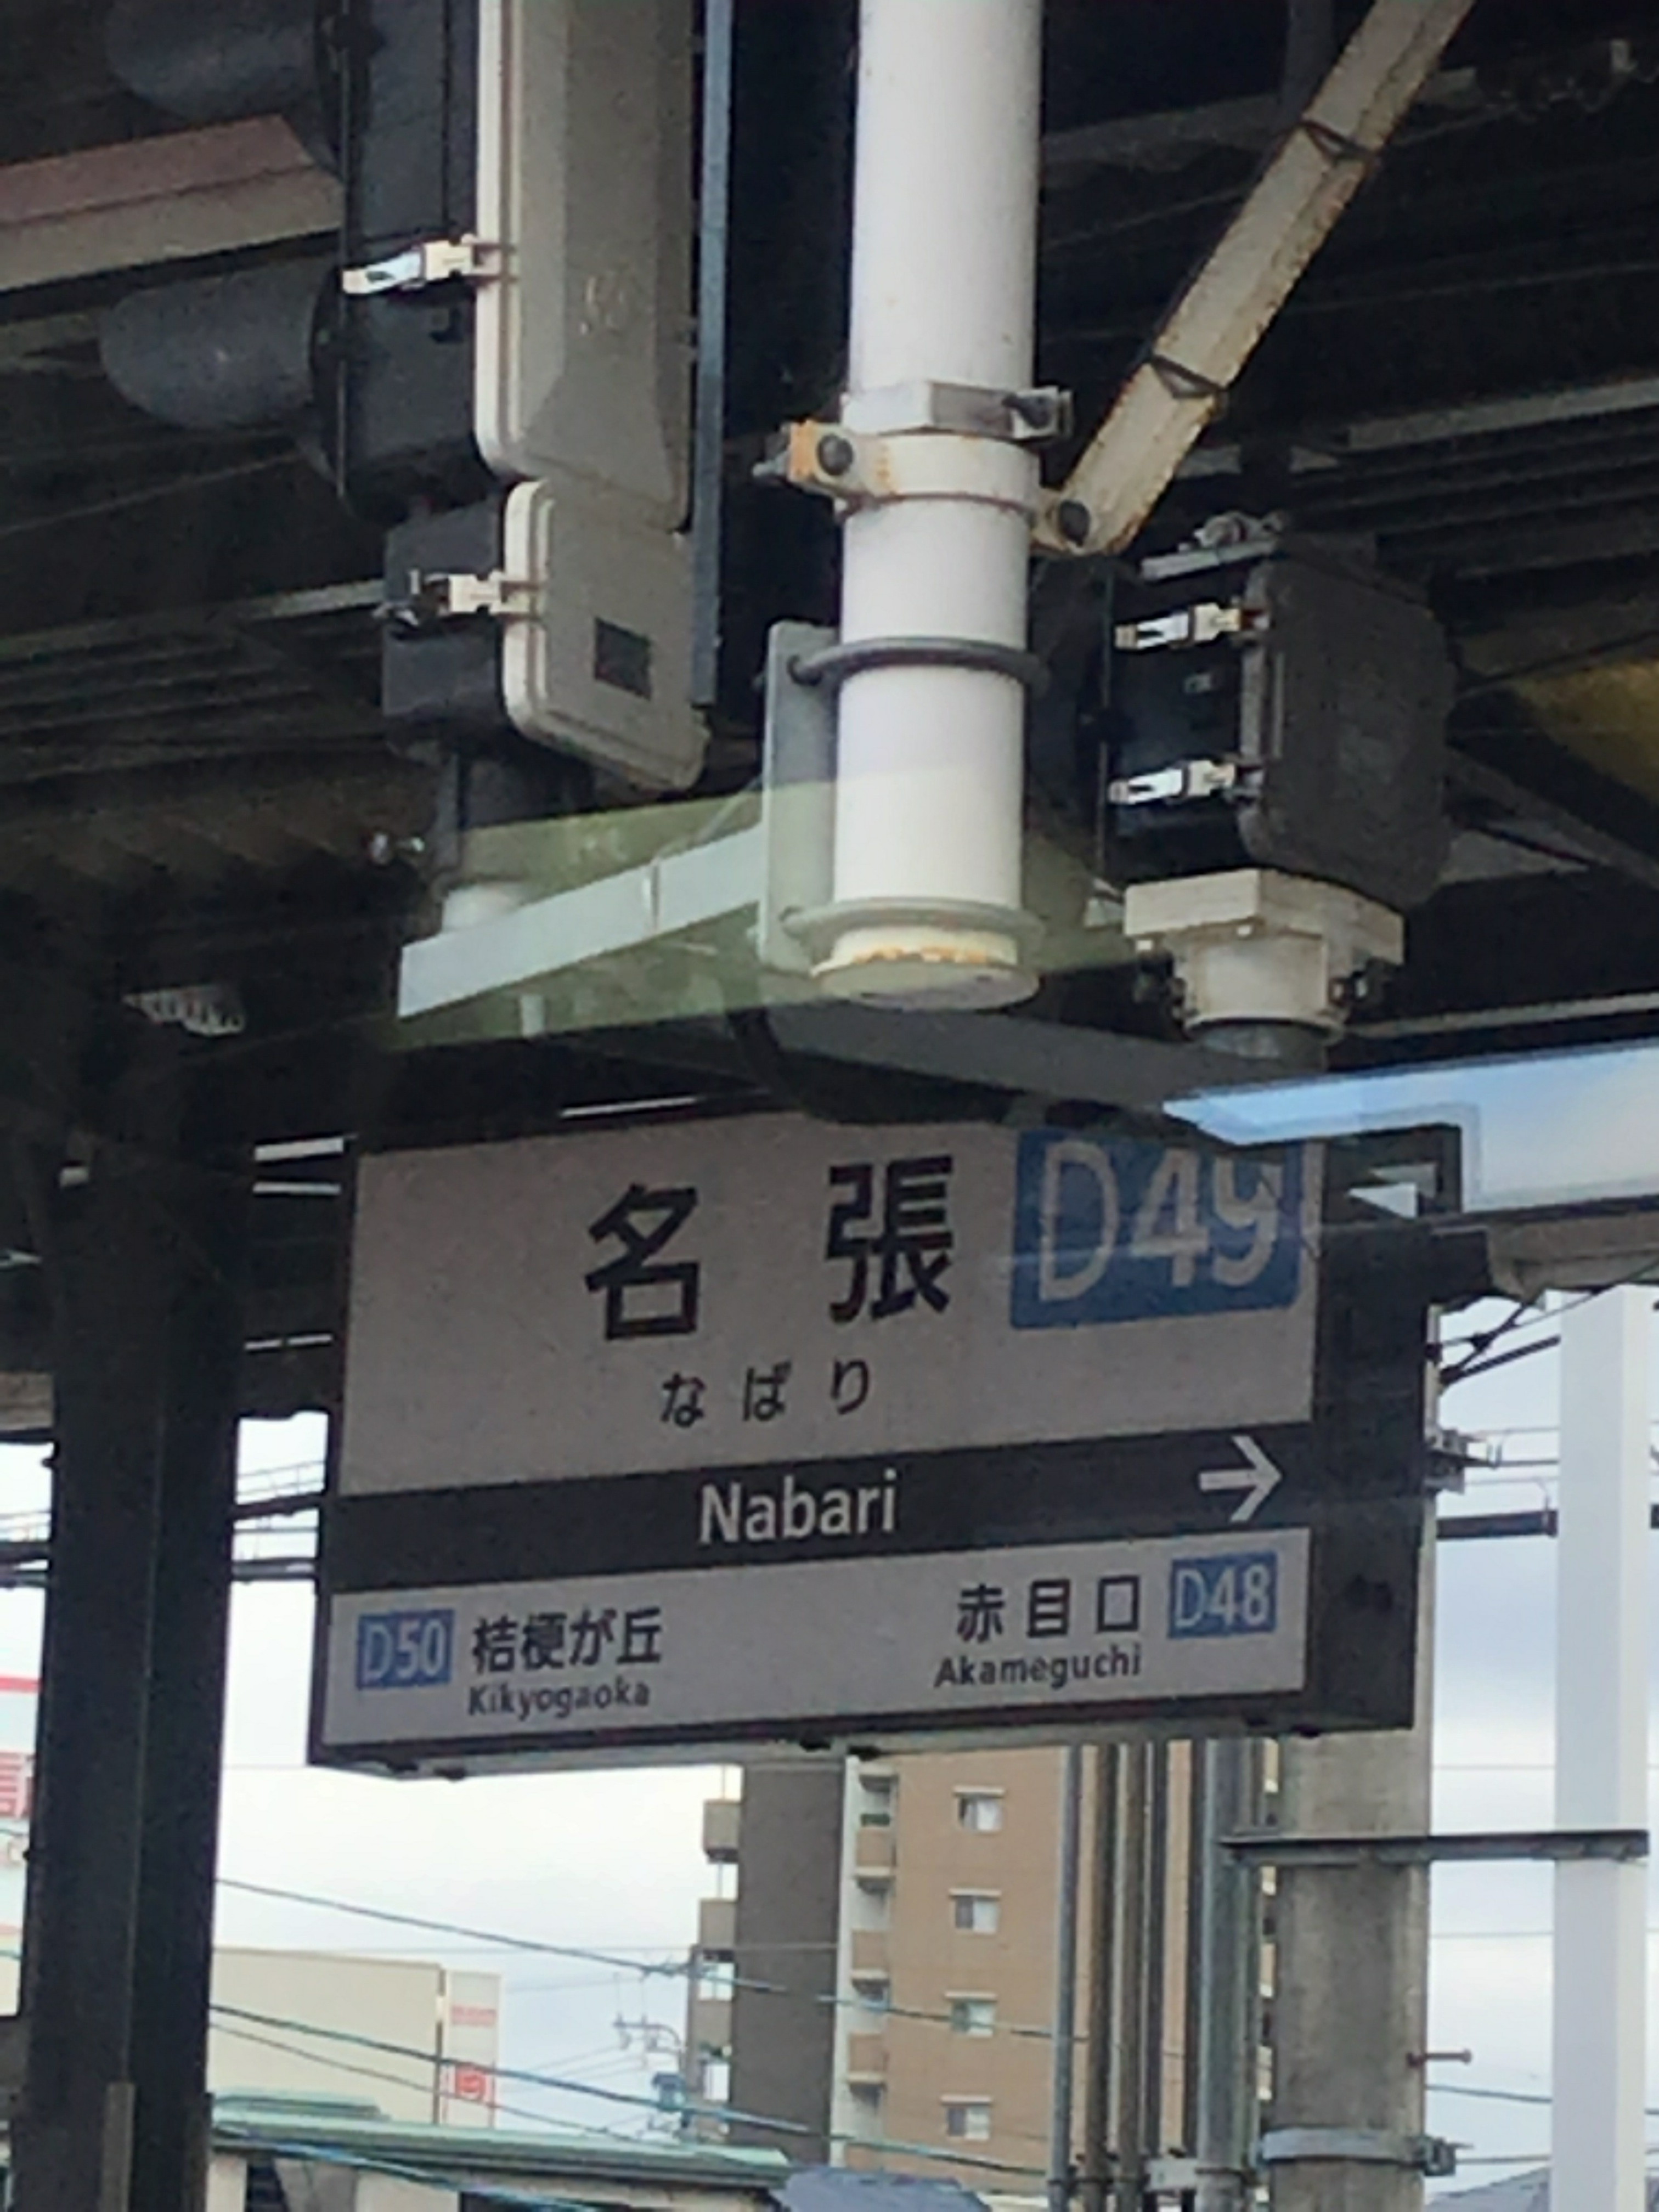 名張 D49
なばり
Nabari →
D50 桔梗が丘 赤目口 D48
Kikyogaoka Akameguchi